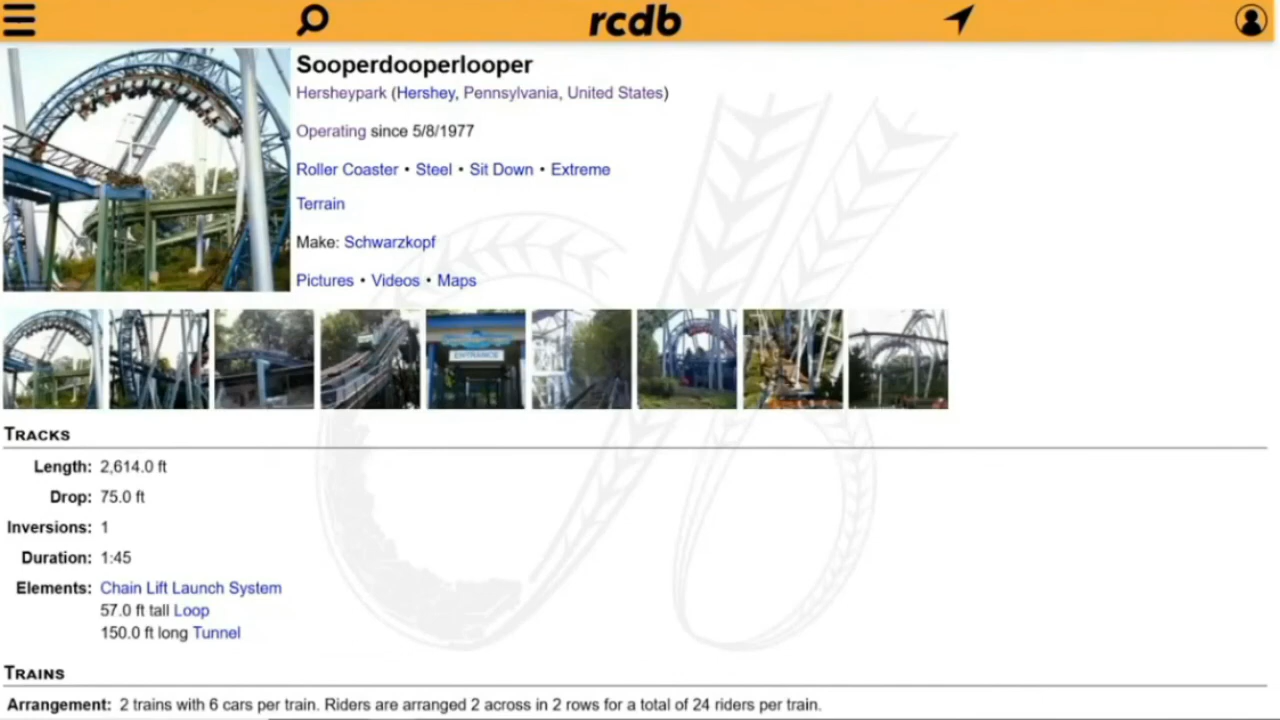 rcdb
Sooperdooperlooper
Hersheypark (Hershey, Pennsylvania, United States)
Operating since 5/8/1977
Roller Coaster • Steel • Sit Down • Extreme
Terrain
Make: Schwarzkopf
Pictures • Videos • Maps
ENTRANCE
TRACKS
Length: 2,614.0 ft
Drop: 75.0 ft
Inversions: 1
Duration: 1:45
Elements: Chain Lift Launch System
57.0 ft tall Loop
150.0 ft long Tunnel
TRAINS
Arrangement: 2 trains with 6 cars per train. Riders are arranged 2 across in 2 rows for a total of 24 riders per train.